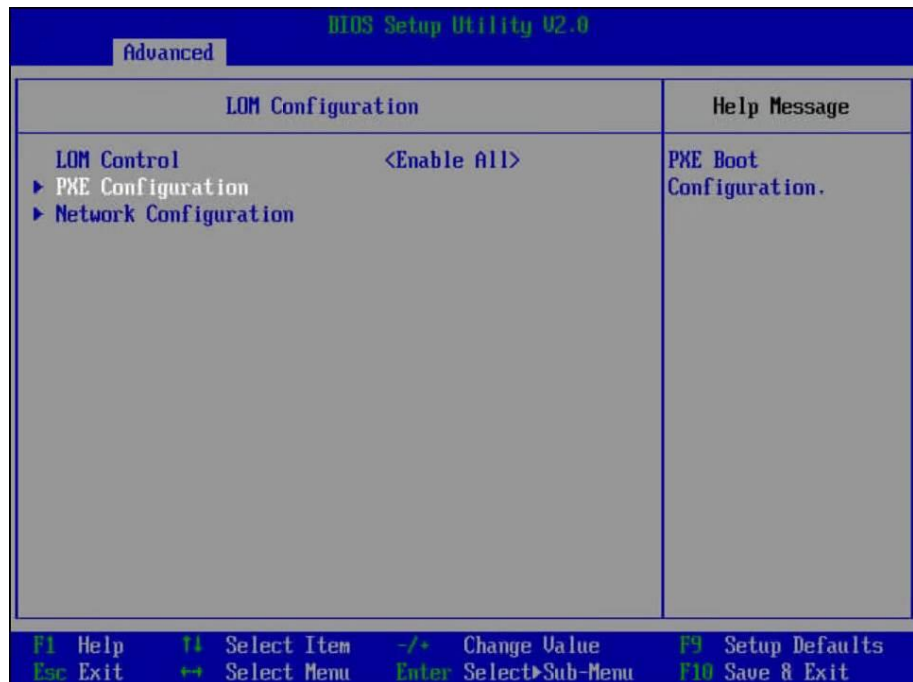 BIOS Setup Utility V2.0
Advanced
LOM Configuration
Help Message
LOM Control <Enable All>
▶ PXE Configuration
▶ Network Configuration
PXE Boot
Configuration.
F1 Help ↑↓ Select Item -/+ Change Value F9 Setup Defaults
Esc Exit ↔ Select Menu Enter Select▶Sub-Menu F10 Save & Exit